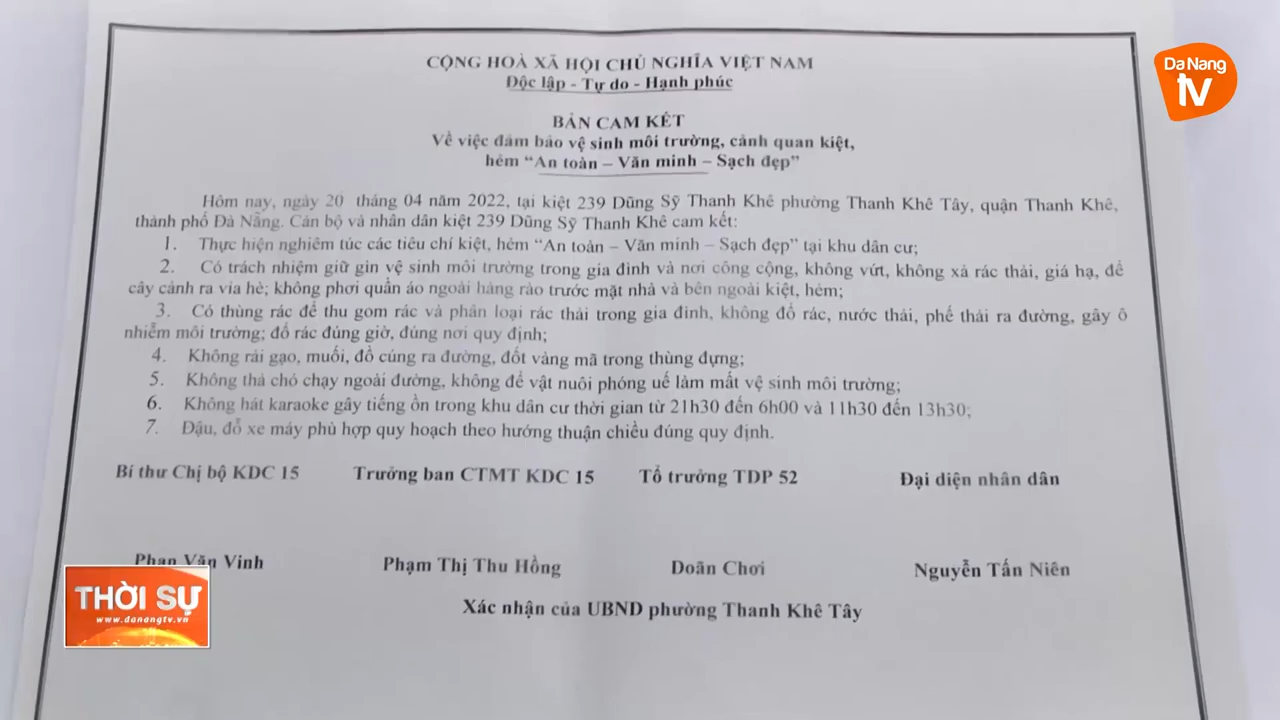 CỘNG HOÀ XÃ HỘI CHỦ NGHĨA VIỆT NAM
Độc lập - Tự do - Hạnh phúc
BẢN CAM KẾT
Về việc đảm bảo vệ sinh môi trường, cảnh quan kiệt,
hẻm “An toàn – Văn minh – Sạch đẹp”
Hôm nay, ngày 20 tháng 04 năm 2022, tại kiệt 239 Dũng Sỹ Thanh Khê phường Thanh Khê Tây, quận Thanh Khê,
thành phố Đà Nẵng. Cán bộ và nhân dân kiệt 239 Dũng Sỹ Thanh Khê cam kết:
1. Thực hiện nghiêm túc các tiêu chí kiệt, hẻm “An toàn – Văn minh – Sạch đẹp” tại khu dân cư;
2. Có trách nhiệm giữ gìn vệ sinh môi trường trong gia đình và nơi công cộng, không vứt, không xả rác thải, giá hạ, để
cây cảnh ra vỉa hè; không phơi quần áo ngoài hàng rào trước mặt nhà và bên ngoài kiệt, hẻm;
3. Có thùng rác để thu gom rác và phân loại rác thải trong gia đình, không đổ rác, nước thải, phế thải ra đường, gây ô
nhiễm môi trường; đổ rác đúng giờ, đúng nơi quy định;
4. Không rải gạo, muối, đồ cúng ra đường, đốt vàng mã trong thùng đựng;
5. Không thả chó chạy ngoài đường, không để vật nuôi phóng uế làm mất vệ sinh môi trường;
6. Không hát karaoke gây tiếng ồn trong khu dân cư thời gian từ 21h30 đến 6h00 và 11h30 đến 13h30;
7. Đậu, đỗ xe máy phù hợp quy hoạch theo hướng thuận chiều đúng quy định.
Bí thư Chi bộ KDC 15 Trưởng ban CTMT KDC 15 Tổ trưởng TDP 52 Đại diện nhân dân
Phan Văn Vinh Phạm Thị Thu Hồng Doãn Chơi Nguyễn Tấn Niên
Xác nhận của UBND phường Thanh Khê Tây
Da Nang
tv
THỜI SỰ
www.danangtv.vn